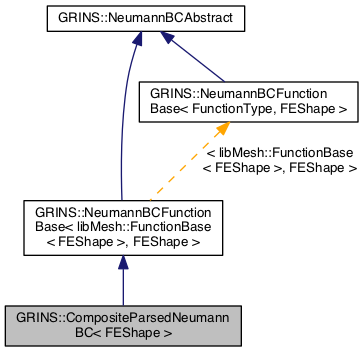 GRINS::NeumannBCAbstract
GRINS::NeumannBCFunction
Base< FunctionType, FEShape >
< libMesh::FunctionBase
< FEShape >, FEShape >
GRINS::NeumannBCFunction
Base< libMesh::FunctionBase
< FEShape >, FEShape >
GRINS::CompositeParsedNeumann
BC< FEShape >